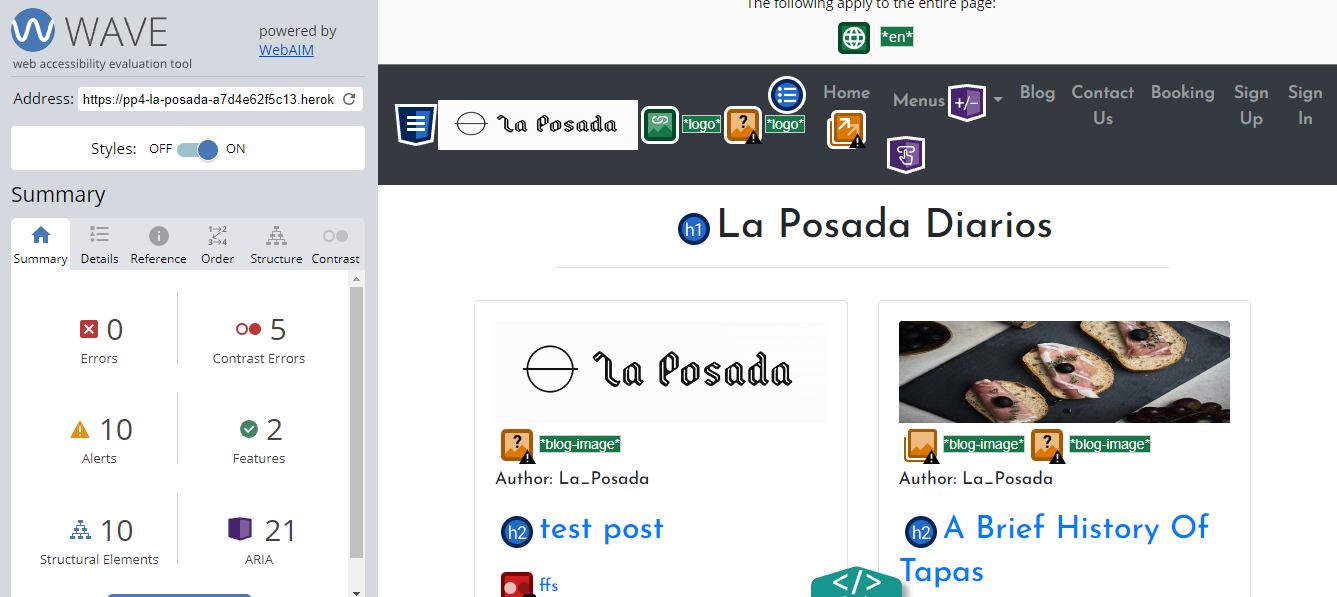 WAVE
powered by
WebAIM
web accessibility evaluation tool
Address: https://pp4-la-posada-a7d4e62f5c13.herok
Styles: OFF ON
Summary
Summary Details Reference Order Structure Contrast
0
Errors
5
Contrast Errors
10
Alerts
2
Features
10
Structural Elements
21
ARIA
The following apply to the entire page:
*en*
La Posada *logo* ? *logo* Home Menus +/- Blog Contact Us Booking Sign Up Sign In
h1 La Posada Diarios
La Posada
? *blog-image*
Author: La_Posada
h2 test post
ffs
*blog-image* ? *blog-image*
Author: La_Posada
h2 A Brief History Of
Tapas
</>